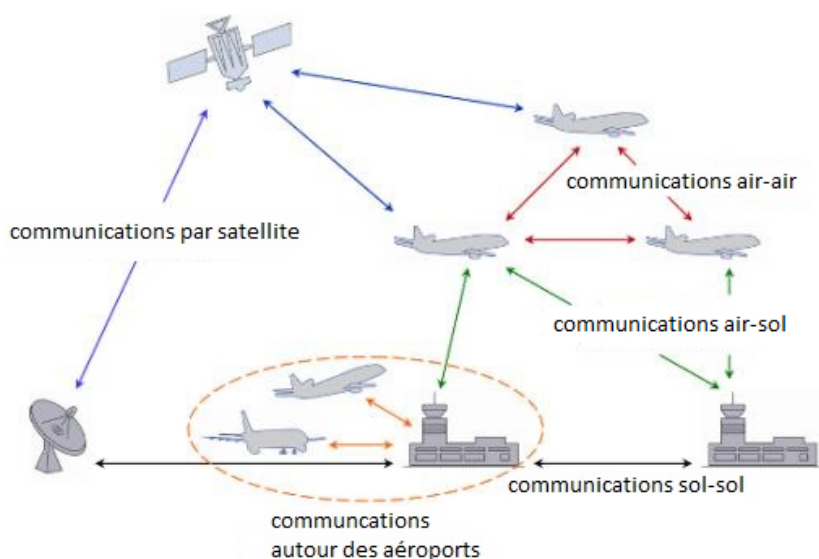 communications air-air
communications par satellite
communications air-sol
communications sol-sol
communcations
autour des aéroports